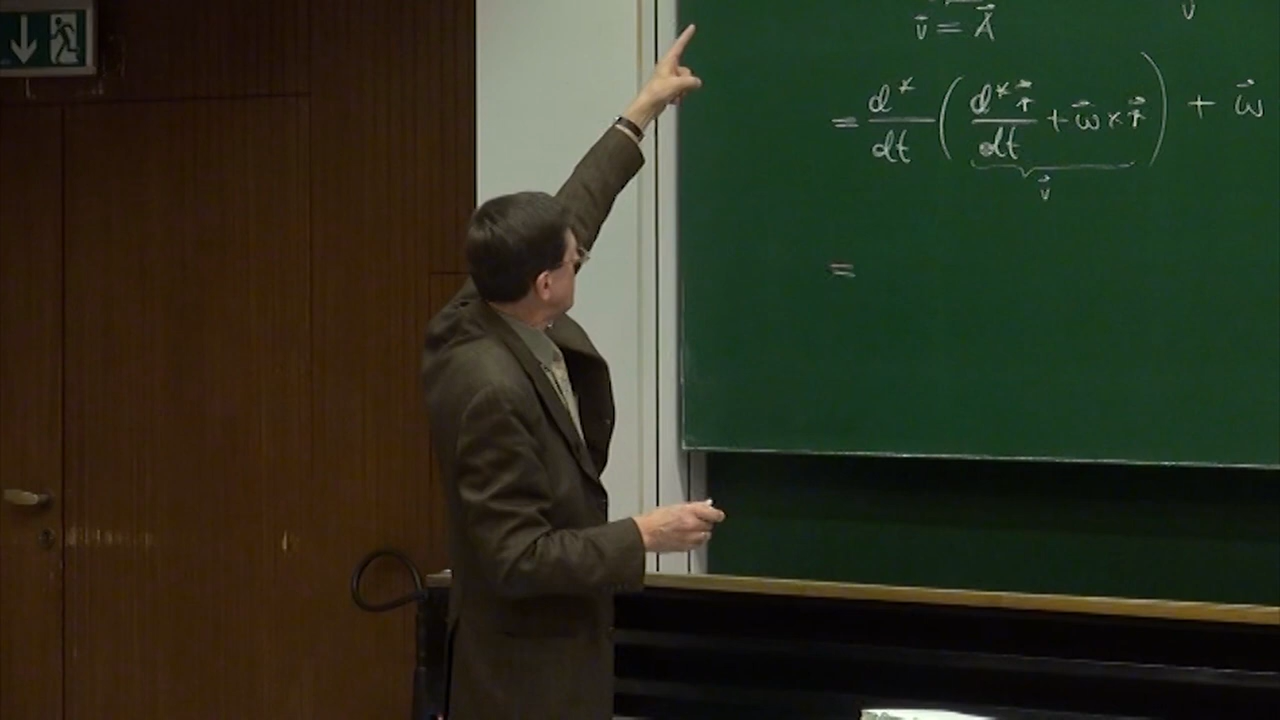 v⃗ = A⃗ v⃗
= d*/dt ( d*r⃗/dt + ω⃗ × r⃗ ) + ω⃗
v⃗
=